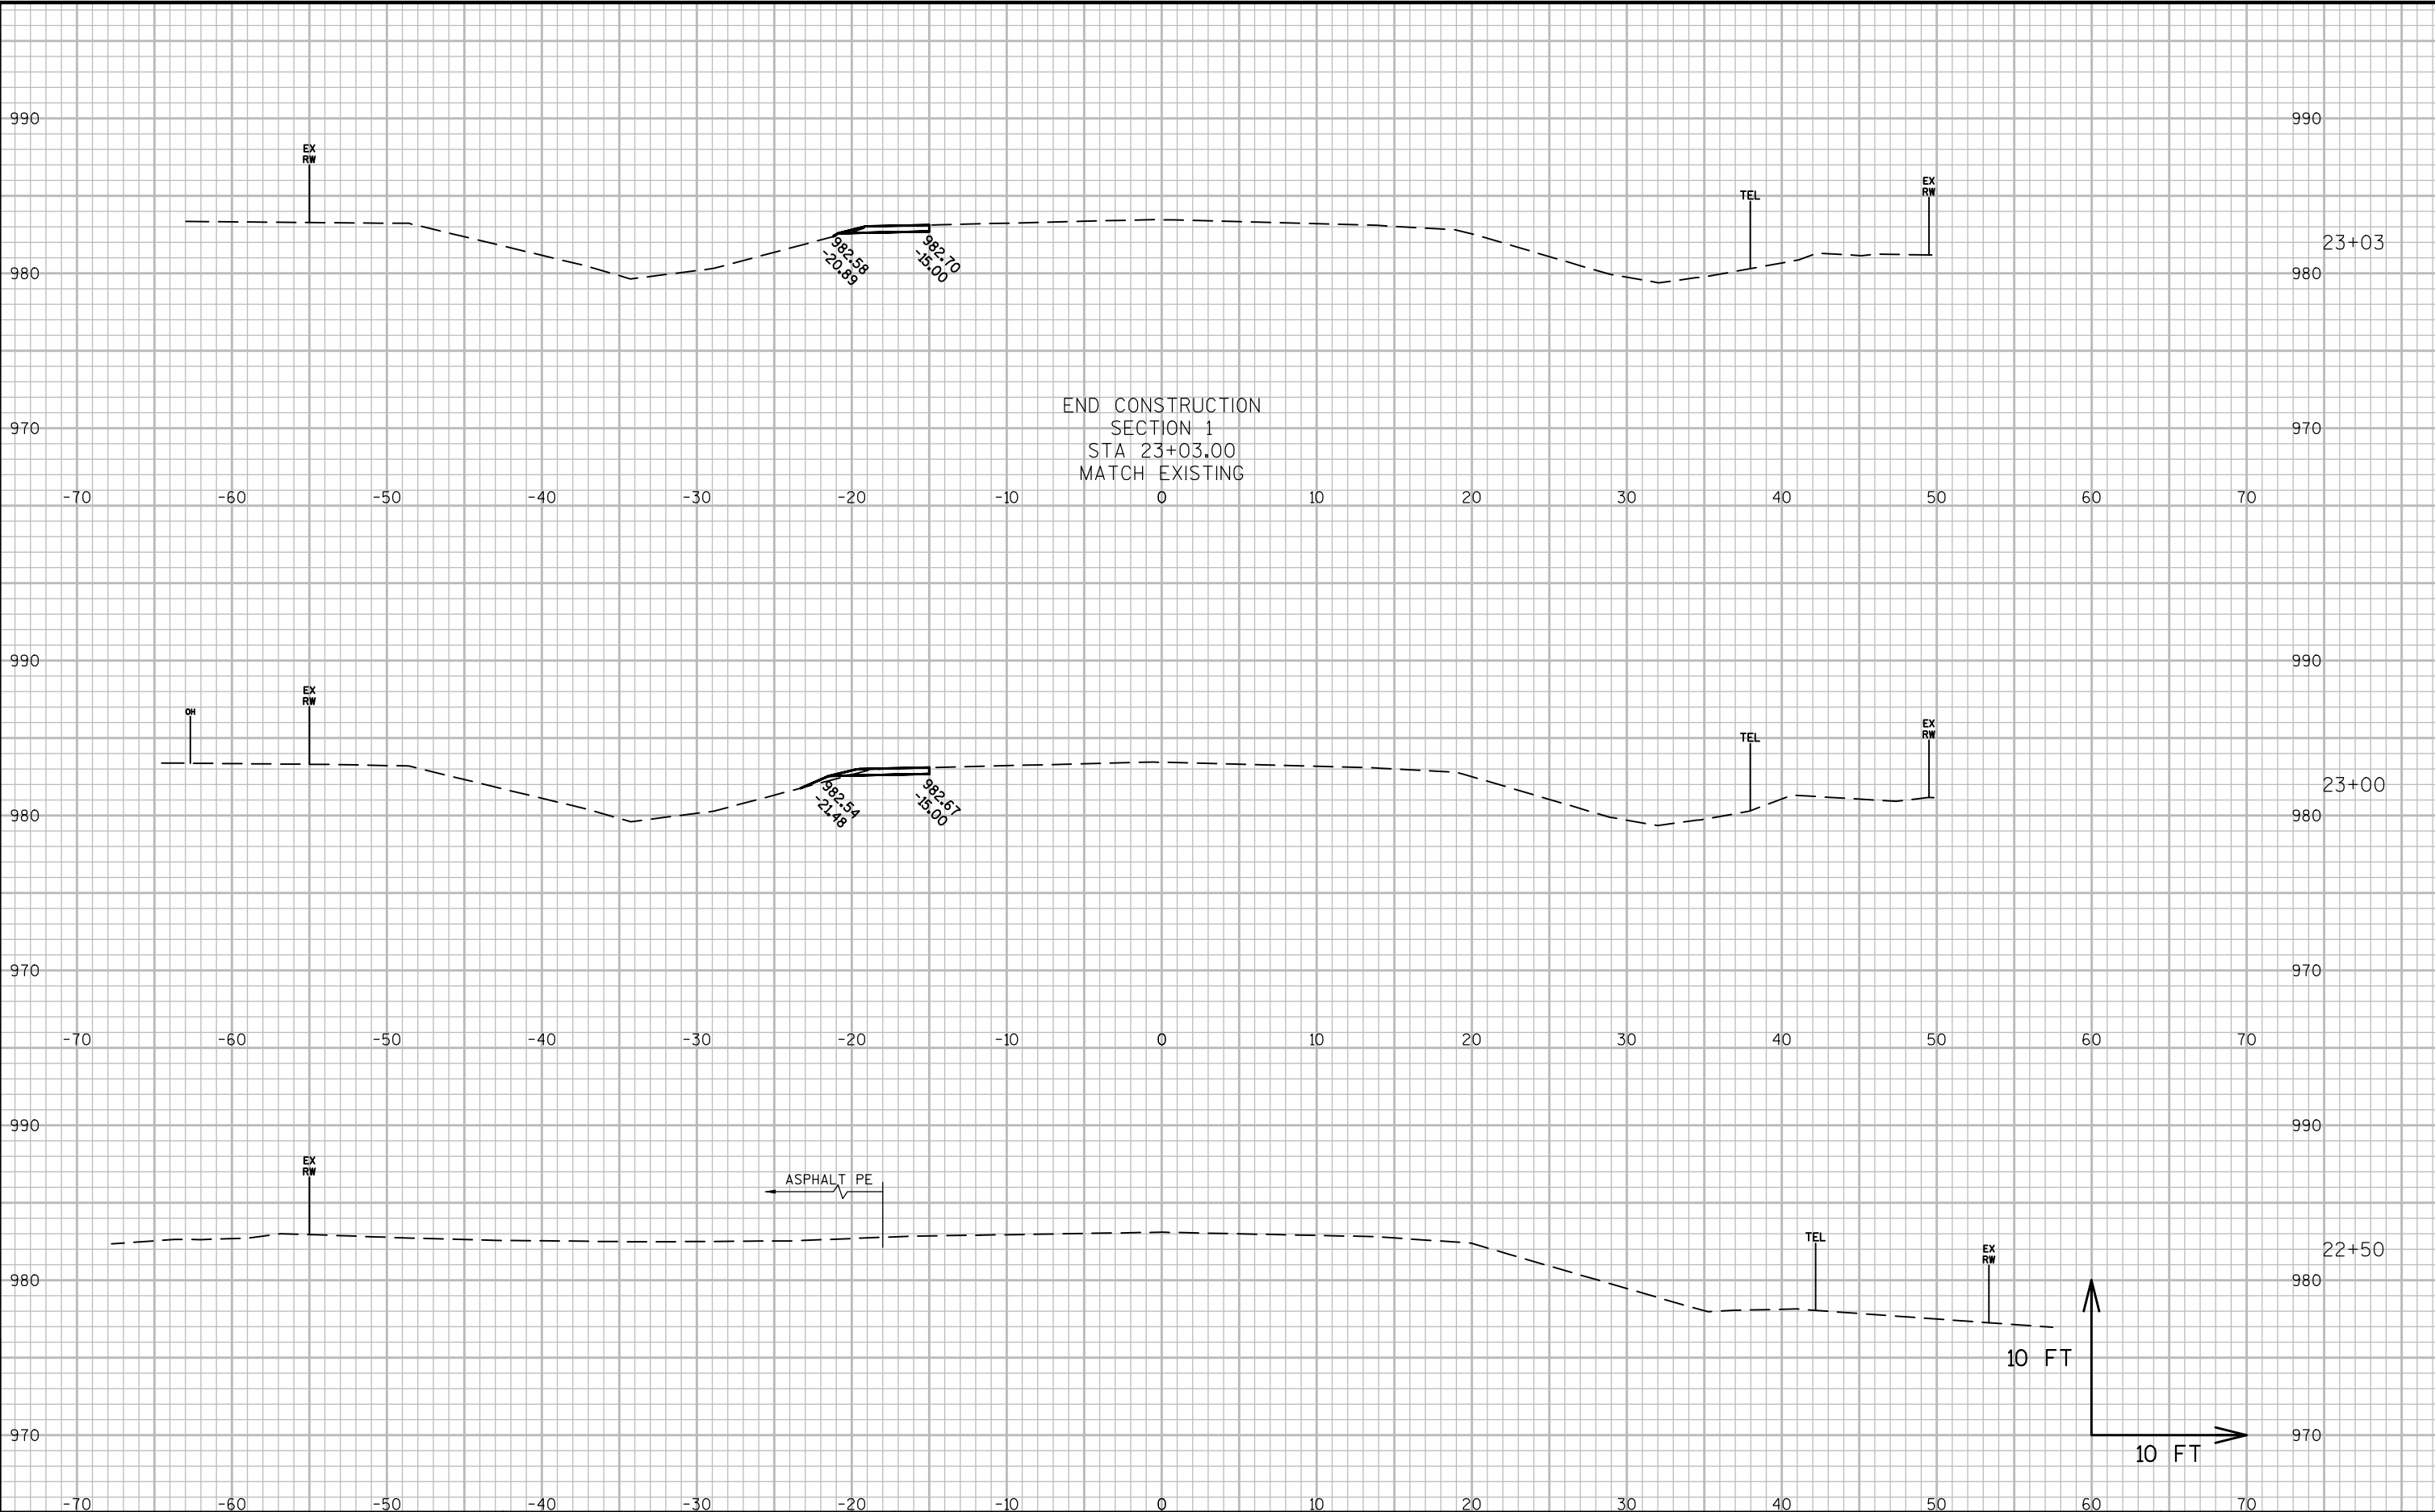 990
990
EX
RW
TEL
EX
RW
982.58
-20.89
982.70
-15.00
23+03
980
980
END CONSTRUCTION
SECTION 1
STA 23+03.00
MATCH EXISTING
970
970
-70 -60 -50 -40 -30 -20 -10 0 10 20 30 40 50 60 70
990
990
OH
EX
RW
TEL
EX
RW
982.54
-21.48
982.67
-15.00
23+00
980
980
970
970
-70 -60 -50 -40 -30 -20 -10 0 10 20 30 40 50 60 70
990
990
EX
RW
ASPHALT PE
TEL
EX
RW
22+50
980
980
10 FT
970
970
10 FT
-70 -60 -50 -40 -30 -20 -10 0 10 20 30 40 50 60 70